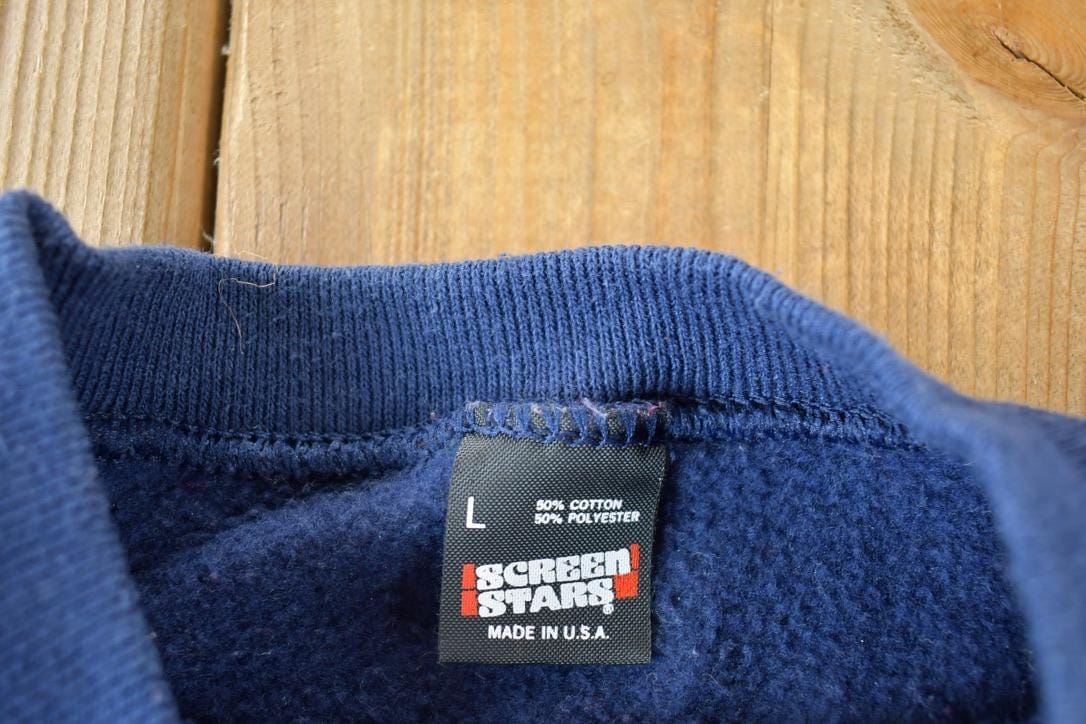 L
50% COTTON
50% POLYESTER
SCREEN
STARS®
MADE IN U.S.A.